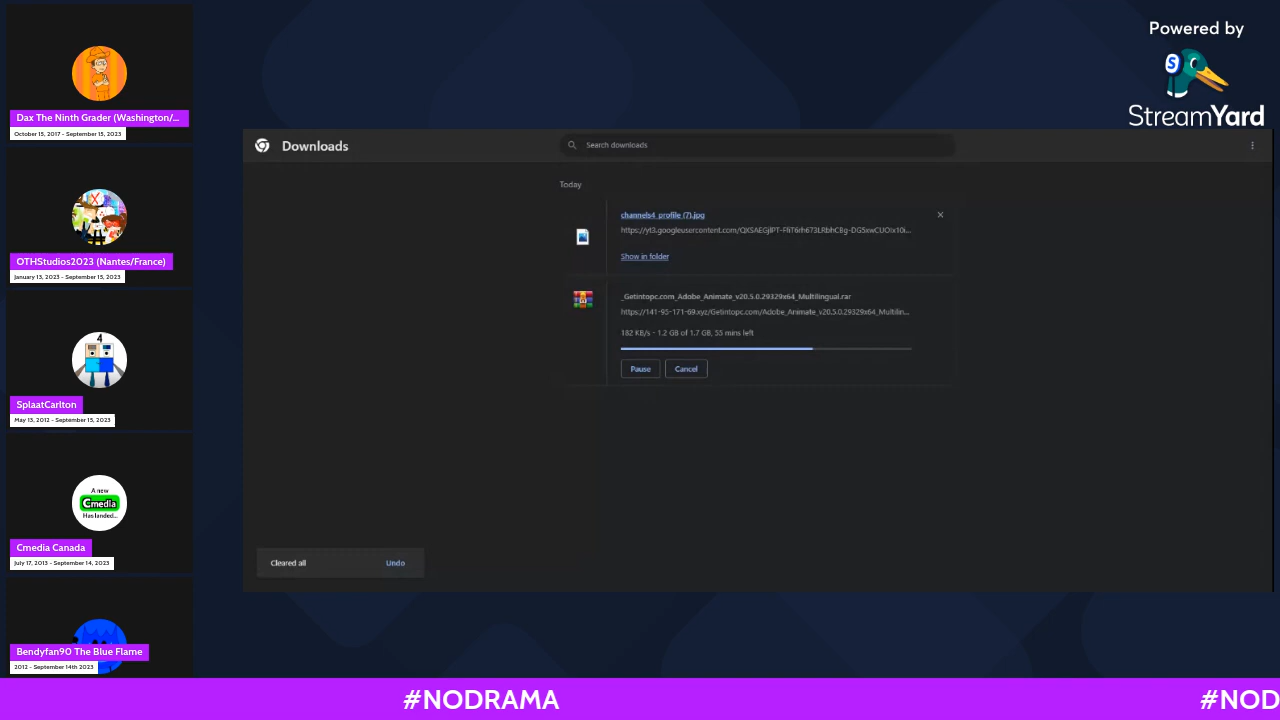 Powered by
StreamYard
Dax The Ninth Grader (Washington/...
October 15, 2017 - September 15, 2023
OTHStudios2023 (Nantes/France)
January 13, 2023 - September 15, 2023
4
SplaatCarlton
May 13, 2012 - September 15, 2023
A new
Cmedia
Has landed...
Cmedia Canada
July 17, 2013 - September 14, 2023
Bendyfan90 The Blue Flame
2012 - September 14th 2023
Downloads
Search downloads
Today
channels4_profile (7).jpg
Show in folder
_Getintopc.com_Adobe_Animate_v20.5.0.29329x64_Multilingual.rar
https://141-95-171-69.xyz/Getintopc.com/Adobe_Animate_v20.5.0.29329x64_Multilin...
182 KB/s - 1.2 GB of 1.7 GB, 55 mins left
Pause
Cancel
Cleared all
Undo
#NODRAMA
#NOD